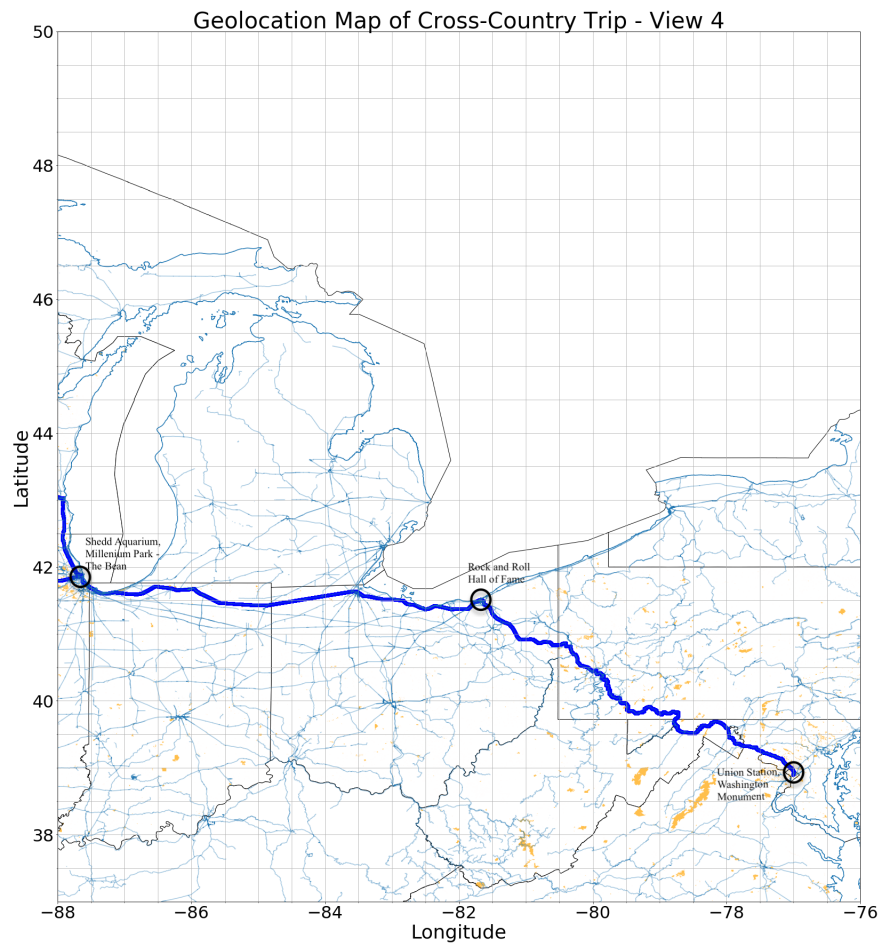 Geolocation Map of Cross-Country Trip - View 4
50
48
46
44
42
40
38
Latitude
Shedd Aquarium,
Millenium Park -
The Bean
Rock and Roll
Hall of Fame
Union Station,
Washington
Monument
−88
−86
−84
−82
−80
−78
−76
Longitude